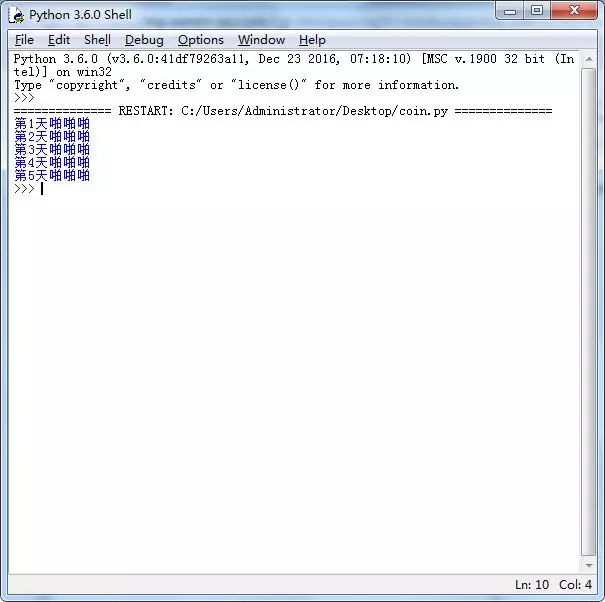 Python 3.6.0 Shell
File Edit Shell Debug Options Window Help
Python 3.6.0 (v3.6.0:41df79263a11, Dec 23 2016, 07:18:10) [MSC v.1900 32 bit (In
tel)] on win32
Type "copyright", "credits" or "license()" for more information.
>>>
============== RESTART: C:/Users/Administrator/Desktop/coin.py ==============
第1天啪啪啪
第2天啪啪啪
第3天啪啪啪
第4天啪啪啪
第5天啪啪啪
>>>
Ln: 10 Col: 4